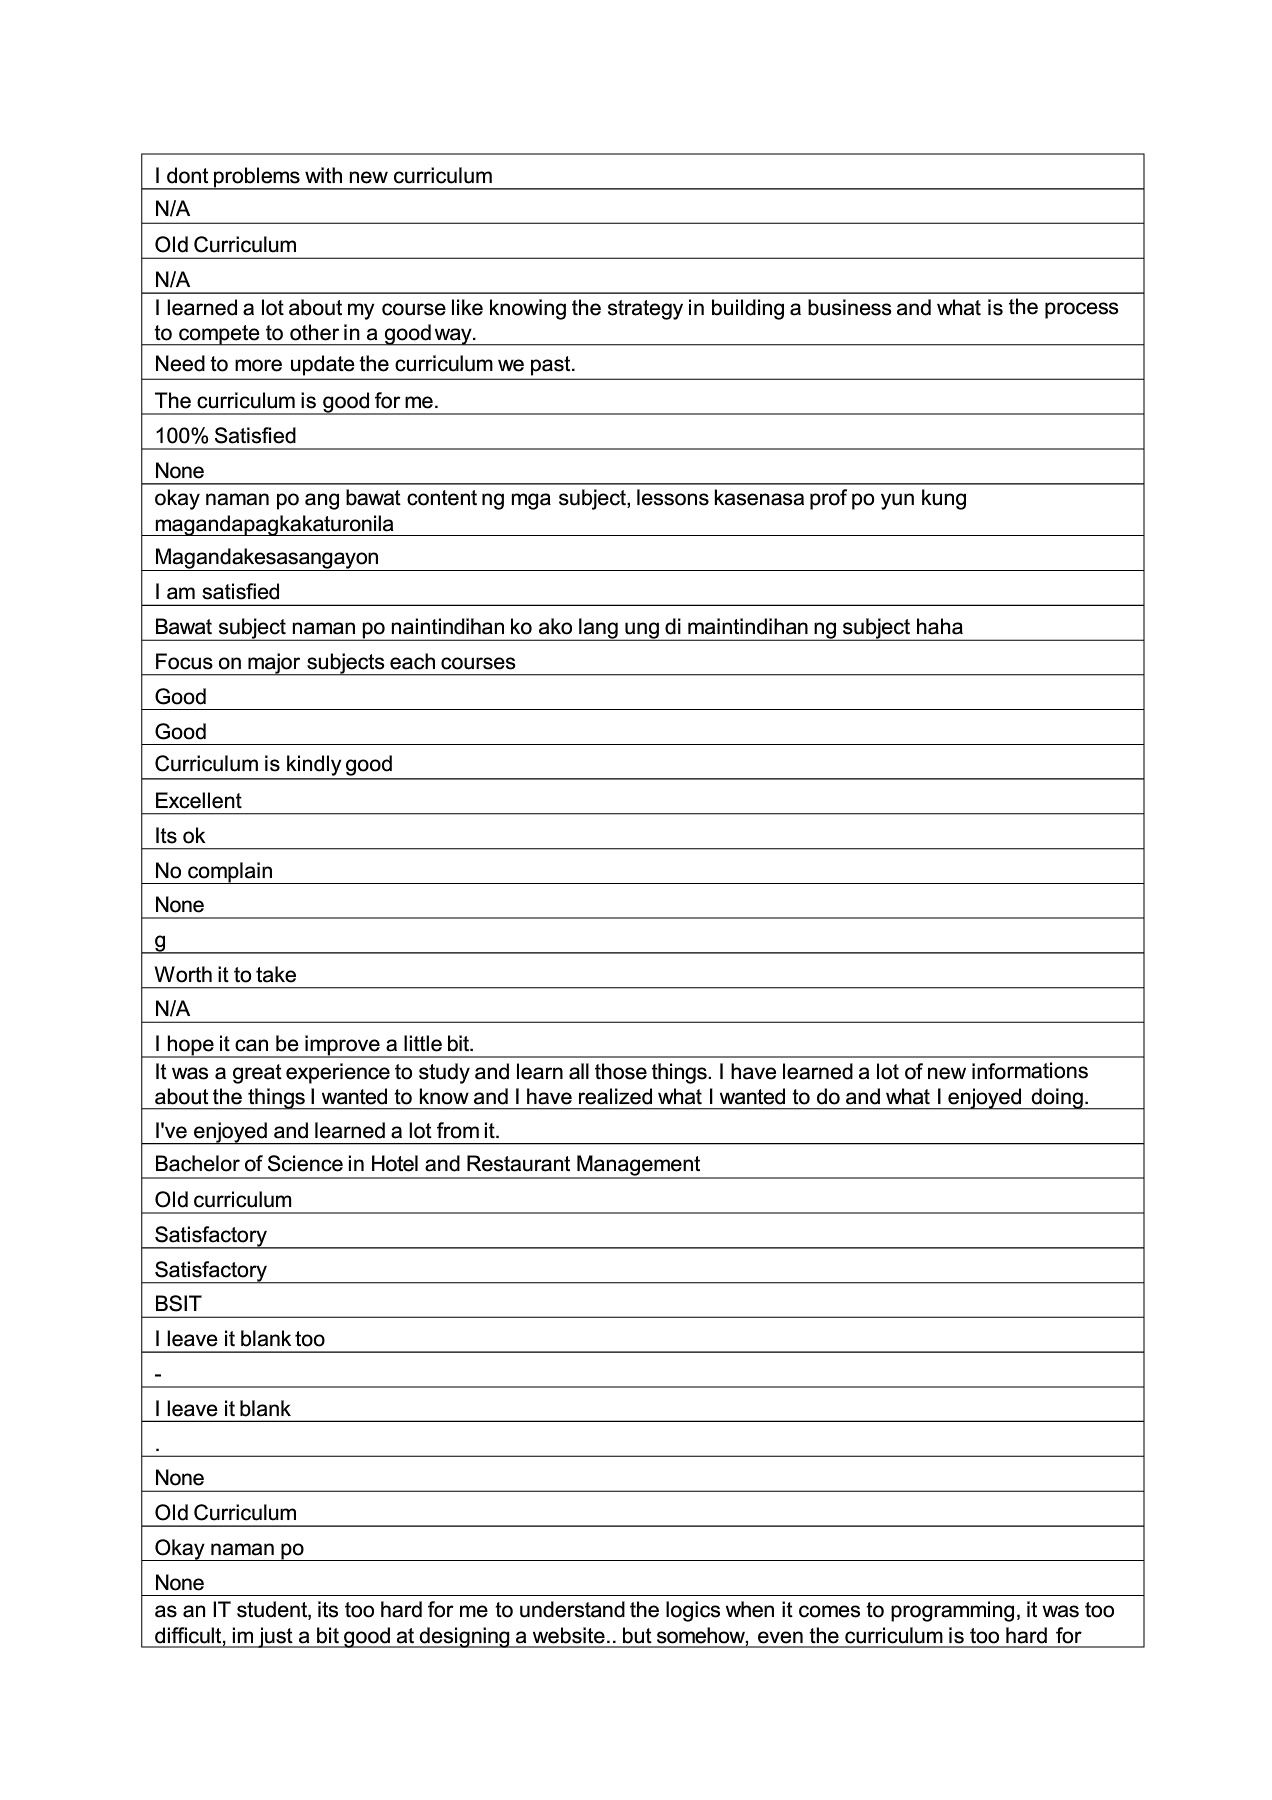 I dont problems with new curriculum
N/A
Old Curriculum
N/A
I learned a lot about my course like knowing the strategy in building a business and what is the process
to compete to other in a good way.
Need to more update the curriculum we past.
The curriculum is good for me.
100% Satisfied
None
okay naman po ang bawat content ng mga subject, lessons kasenasa prof po yun kung
magandapagkakaturonila
Magandakesasangayon
I am satisfied
Bawat subject naman po naintindihan ko ako lang ung di maintindihan ng subject haha
Focus on major subjects each courses
Good
Good
Curriculum is kindly good
Excellent
Its ok
No complain
None
g
Worth it to take
N/A
I hope it can be improve a little bit.
It was a great experience to study and learn all those things. I have learned a lot of new informations
about the things I wanted to know and I have realized what I wanted to do and what I enjoyed doing.
I've enjoyed and learned a lot from it.
Bachelor of Science in Hotel and Restaurant Management
Old curriculum
Satisfactory
Satisfactory
BSIT
I leave it blank too
-
I leave it blank
.
None
Old Curriculum
Okay naman po
None
as an IT student, its too hard for me to understand the logics when it comes to programming, it was too
difficult, im just a bit good at designing a website.. but somehow, even the curriculum is too hard for